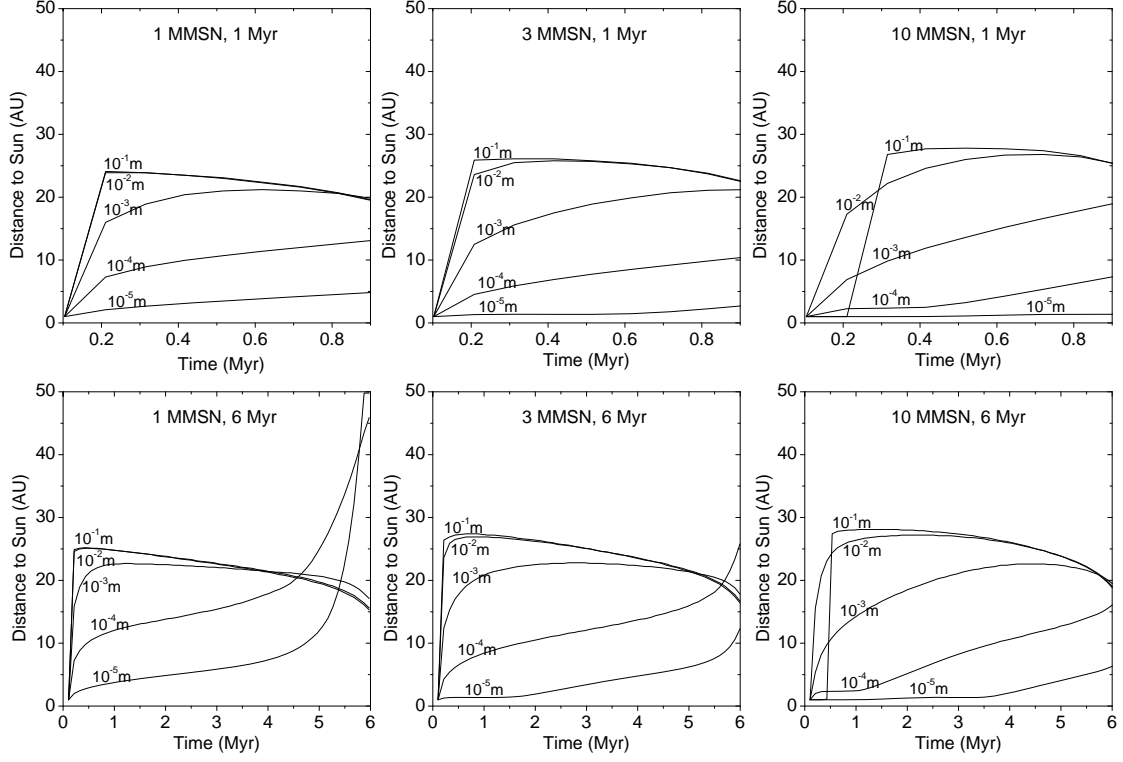 1 MMSN, 1 Myr
Distance to Sun (AU)
50
40
30
20
10
0
10⁻¹m
10⁻²m
10⁻³m
10⁻⁴m
10⁻⁵m
0.2 0.4 0.6 0.8
Time (Myr)
3 MMSN, 1 Myr
Distance to Sun (AU)
50
40
30
20
10
0
10⁻¹m
10⁻²m
10⁻³m
10⁻⁴m
10⁻⁵m
0.2 0.4 0.6 0.8
Time (Myr)
10 MMSN, 1 Myr
Distance to Sun (AU)
50
40
30
20
10
0
10⁻¹m
10⁻²m
10⁻³m
10⁻⁴m
10⁻⁵m
0.2 0.4 0.6 0.8
Time (Myr)
1 MMSN, 6 Myr
Distance to Sun (AU)
50
40
30
20
10
0
10⁻¹m
10⁻²m
10⁻³m
10⁻⁴m
10⁻⁵m
0 1 2 3 4 5 6
Time (Myr)
3 MMSN, 6 Myr
Distance to Sun (AU)
50
40
30
20
10
0
10⁻¹m
10⁻²m
10⁻³m
10⁻⁴m
10⁻⁵m
0 1 2 3 4 5 6
Time (Myr)
10 MMSN, 6 Myr
Distance to Sun (AU)
50
40
30
20
10
0
10⁻¹m
10⁻²m
10⁻³m
10⁻⁴m
10⁻⁵m
0 1 2 3 4 5 6
Time (Myr)